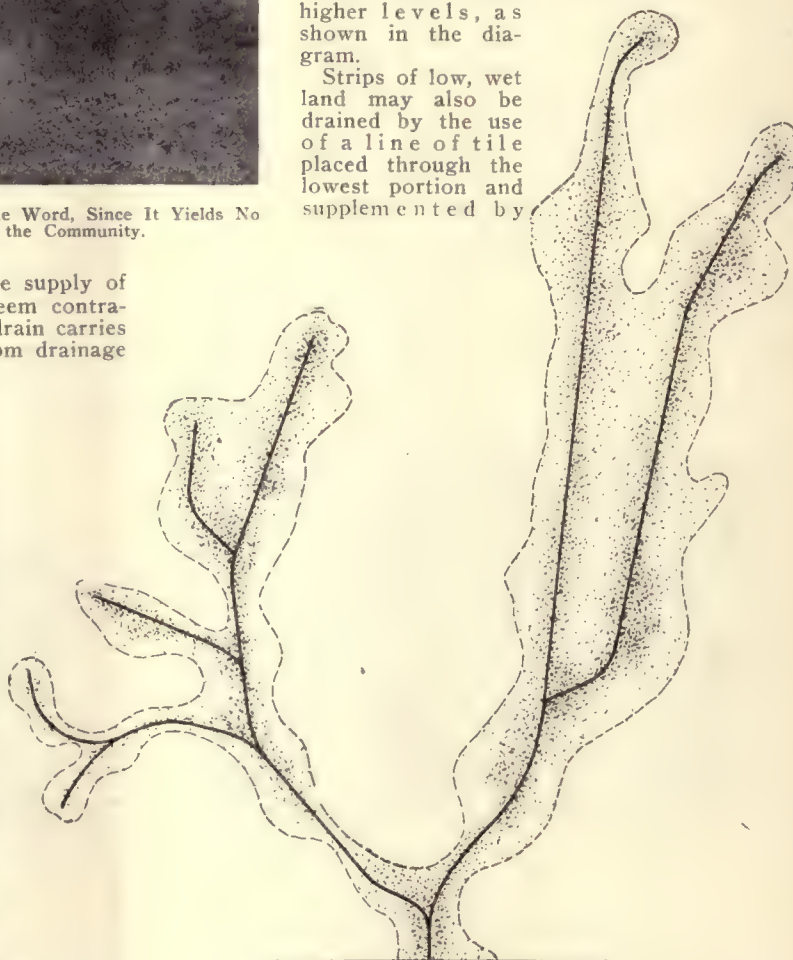 e Word, Since It Yields No
the Community.
e supply of
eem contra-
drain carries
om drainage
higher levels, as
shown in the dia-
gram.
Strips of low, wet
land may also be
drained by the use
of a line of tile
placed through the
lowest portion and
supplemented by